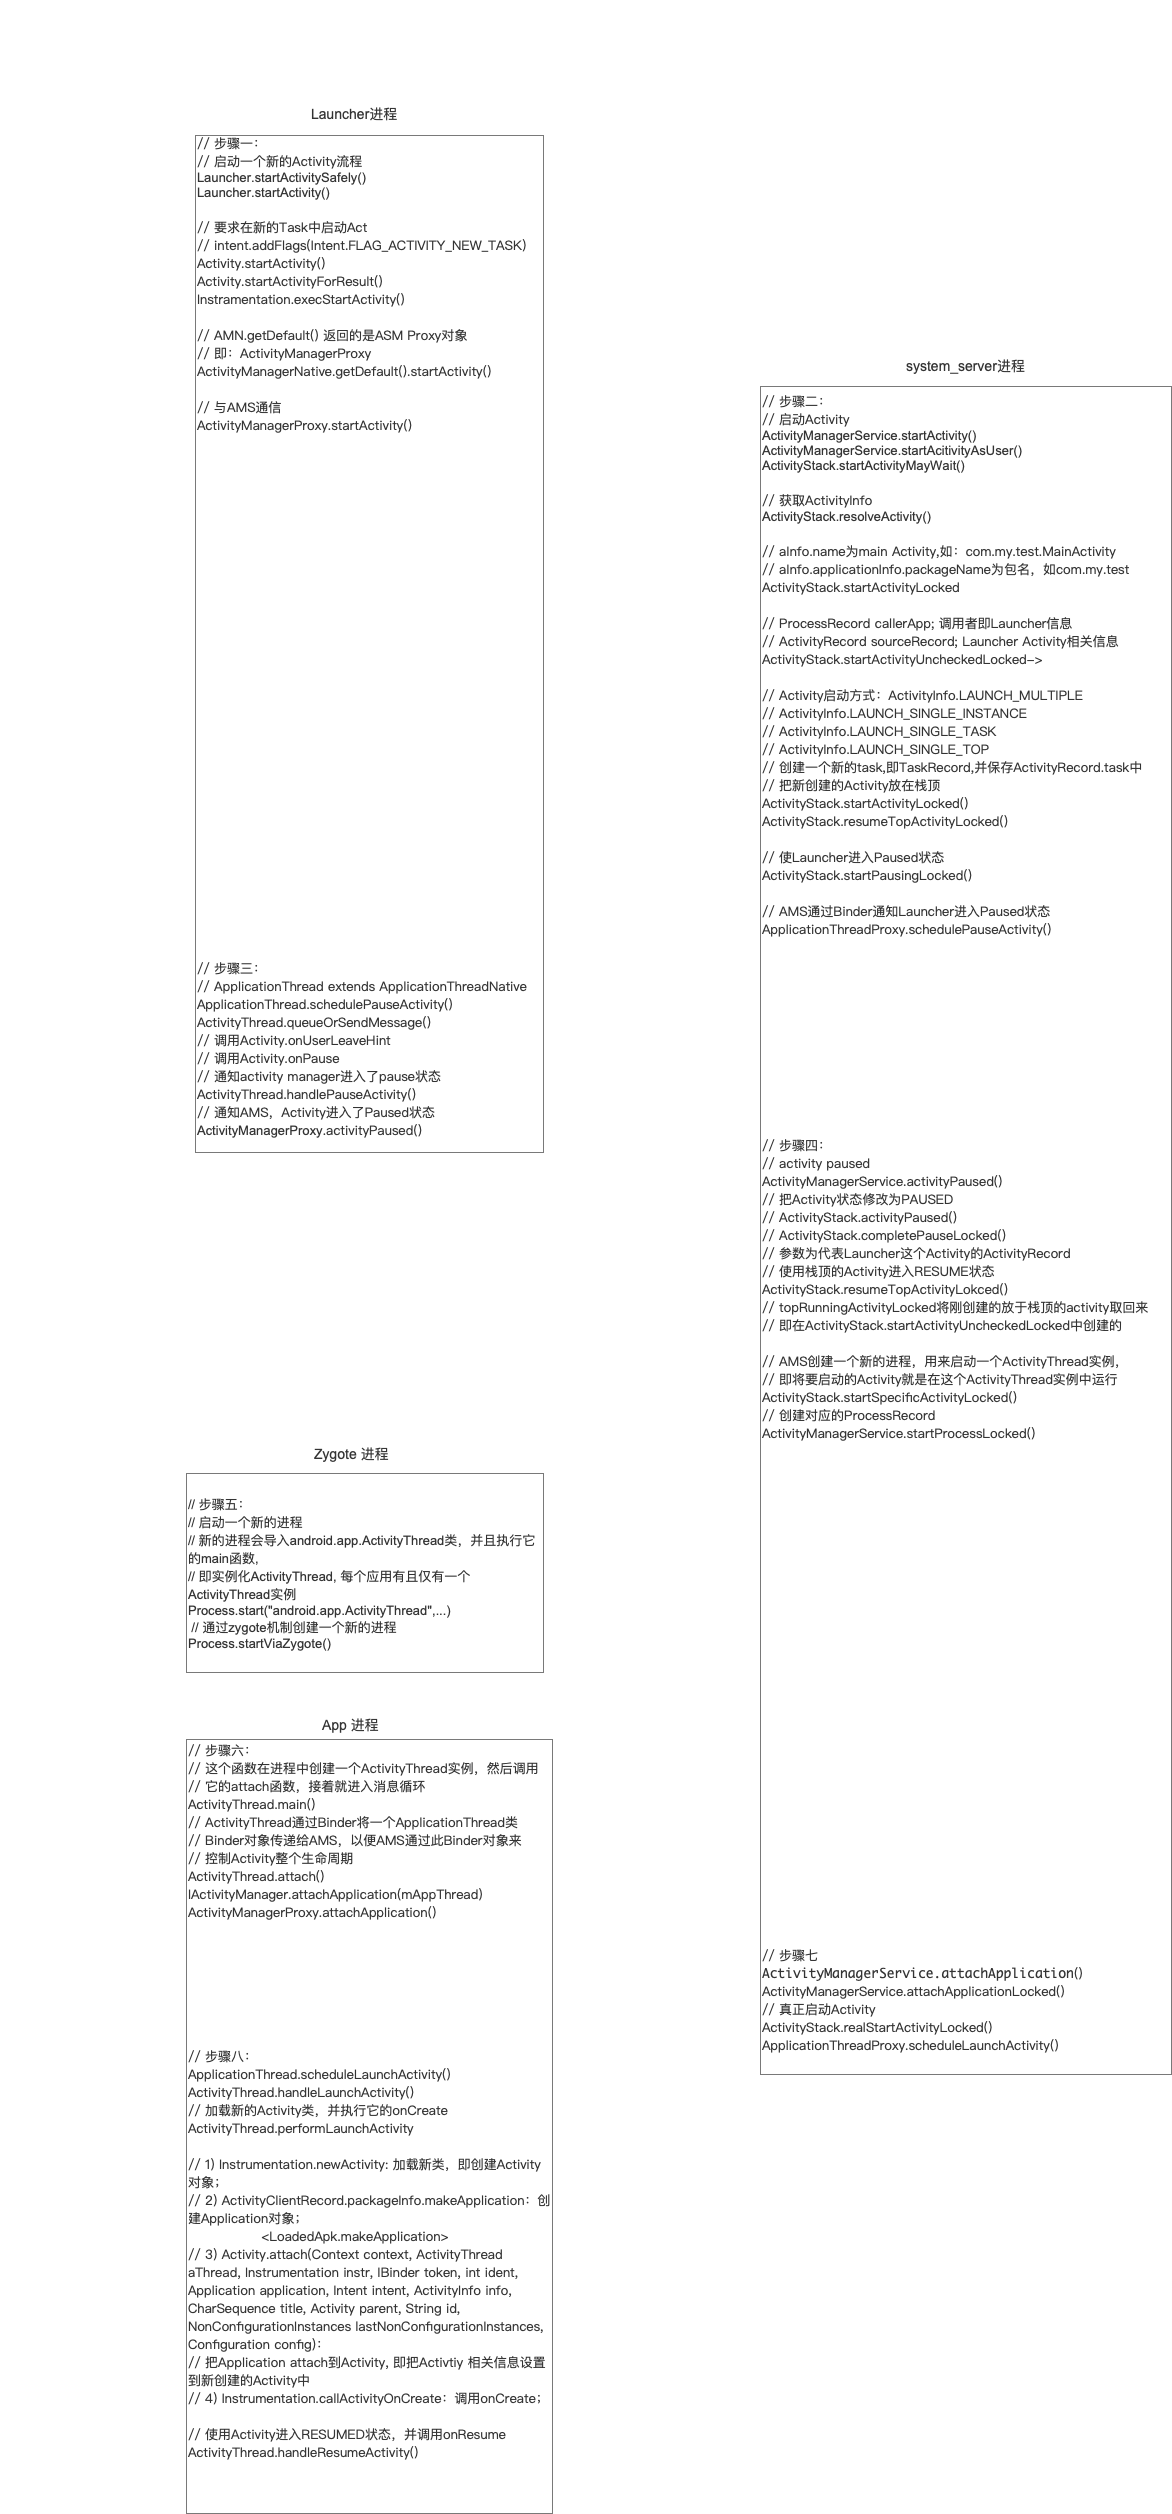 Launcher进程
// 步骤一：
// 启动一个新的Activity流程
Launcher.startActivitySafely()
Launcher.startActivity()
// 要求在新的Task中启动Act
// intent.addFlags(Intent.FLAG_ACTIVITY_NEW_TASK)
Activity.startActivity()
Activity.startActivityForResult()
Instramentation.execStartActivity()
// AMN.getDefault() 返回的是ASM Proxy对象
// 即：ActivityManagerProxy
ActivityManagerNative.getDefault().startActivity()
// 与AMS通信
ActivityManagerProxy.startActivity()
system_server进程
// 步骤二：
// 启动Activity
ActivityManagerService.startActivity()
ActivityManagerService.startAcitivityAsUser()
ActivityStack.startActivityMayWait()
// 获取ActivityInfo
ActivityStack.resolveActivity()
// aInfo.name为main Activity,如：com.my.test.MainActivity
// aInfo.applicationInfo.packageName为包名，如com.my.test
ActivityStack.startActivityLocked
// ProcessRecord callerApp; 调用者即Launcher信息
// ActivityRecord sourceRecord; Launcher Activity相关信息
ActivityStack.startActivityUncheckedLocked->
// Activity启动方式：ActivityInfo.LAUNCH_MULTIPLE
// ActivityInfo.LAUNCH_SINGLE_INSTANCE
// ActivityInfo.LAUNCH_SINGLE_TASK
// ActivityInfo.LAUNCH_SINGLE_TOP
// 创建一个新的task,即TaskRecord,并保存ActivityRecord.task中
// 把新创建的Activity放在栈顶
ActivityStack.startActivityLocked()
ActivityStack.resumeTopActivityLocked()
// 使Launcher进入Paused状态
ActivityStack.startPausingLocked()
// AMS通过Binder通知Launcher进入Paused状态
ApplicationThreadProxy.schedulePauseActivity()
// 步骤三：
// ApplicationThread extends ApplicationThreadNative
ApplicationThread.schedulePauseActivity()
ActivityThread.queueOrSendMessage()
// 调用Activity.onUserLeaveHint
// 调用Activity.onPause
// 通知activity manager进入了pause状态
ActivityThread.handlePauseActivity()
// 通知AMS，Activity进入了Paused状态
ActivityManagerProxy.activityPaused()
// 步骤四：
// activity paused
ActivityManagerService.activityPaused()
// 把Activity状态修改为PAUSED
// ActivityStack.activityPaused()
// ActivityStack.completePauseLocked()
// 参数为代表Launcher这个Activity的ActivityRecord
// 使用栈顶的Activity进入RESUME状态
ActivityStack.resumeTopActivityLokced()
// topRunningActivityLocked将刚创建的放于栈顶的activity取回来
// 即在ActivityStack.startActivityUncheckedLocked中创建的
// AMS创建一个新的进程，用来启动一个ActivityThread实例，
// 即将要启动的Activity就是在这个ActivityThread实例中运行
ActivityStack.startSpecificActivityLocked()
// 创建对应的ProcessRecord
ActivityManagerService.startProcessLocked()
Zygote 进程
// 步骤五：
// 启动一个新的进程
// 新的进程会导入android.app.ActivityThread类，并且执行它
的main函数，
// 即实例化ActivityThread, 每个应用有且仅有一个
ActivityThread实例
Process.start("android.app.ActivityThread",...)
// 通过zygote机制创建一个新的进程
Process.startViaZygote()
App 进程
// 步骤六：
// 这个函数在进程中创建一个ActivityThread实例，然后调用
// 它的attach函数，接着就进入消息循环
ActivityThread.main()
// ActivityThread通过Binder将一个ApplicationThread类
// Binder对象传递给AMS，以便AMS通过此Binder对象来
// 控制Activity整个生命周期
ActivityThread.attach()
IActivityManager.attachApplication(mAppThread)
ActivityManagerProxy.attachApplication()
// 步骤七
ActivityManagerService.attachApplication()
ActivityManagerService.attachApplicationLocked()
// 真正启动Activity
ActivityStack.realStartActivityLocked()
ApplicationThreadProxy.scheduleLaunchActivity()
// 步骤八：
ApplicationThread.scheduleLaunchActivity()
ActivityThread.handleLaunchActivity()
// 加载新的Activity类，并执行它的onCreate
ActivityThread.performLaunchActivity
// 1) Instrumentation.newActivity: 加载新类，即创建Activity
对象；
// 2) ActivityClientRecord.packageInfo.makeApplication：创
建Application对象；
<LoadedApk.makeApplication>
// 3) Activity.attach(Context context, ActivityThread
aThread, Instrumentation instr, IBinder token, int ident,
Application application, Intent intent, ActivityInfo info,
CharSequence title, Activity parent, String id,
NonConfigurationInstances lastNonConfigurationInstances,
Configuration config)：
// 把Application attach到Activity, 即把Activtiy 相关信息设置
到新创建的Activity中
// 4) Instrumentation.callActivityOnCreate：调用onCreate；
// 使用Activity进入RESUMED状态，并调用onResume
ActivityThread.handleResumeActivity()